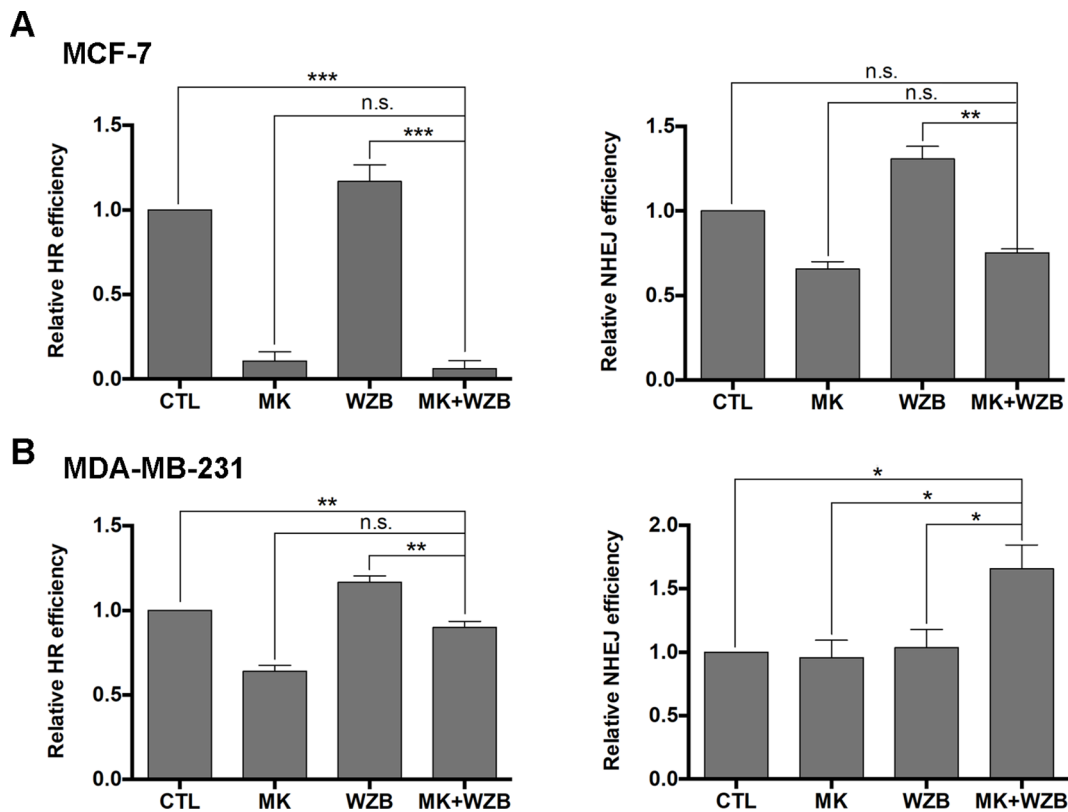 A
MCF-7
***
n.s.
***
Relative HR efficiency
1.5
1.0
0.5
0.0
CTL MK WZB MK+WZB
n.s.
n.s.
**
Relative NHEJ efficiency
1.5
1.0
0.5
0.0
CTL MK WZB MK+WZB
B
MDA-MB-231
**
n.s.
**
Relative HR efficiency
1.5
1.0
0.5
0.0
CTL MK WZB MK+WZB
*
*
*
Relative NHEJ efficiency
2.0
1.5
1.0
0.5
0.0
CTL MK WZB MK+WZB